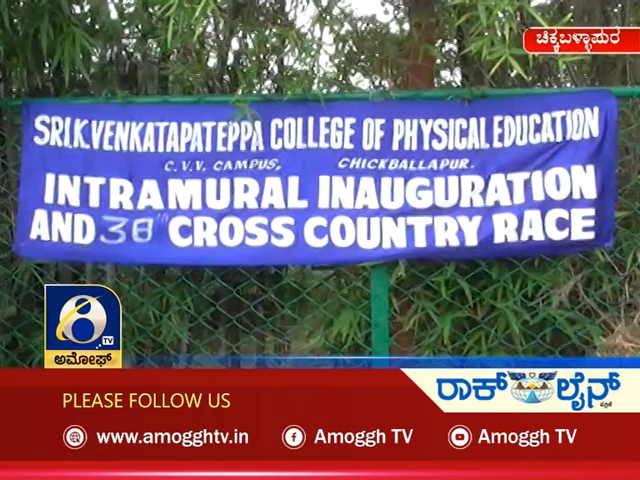 ಚಿಕ್ಕಬಳ್ಳಾಪುರ
SRI.K.VENKATAPATEPPA COLLEGE OF PHYSICAL EDUCATION
C.V.V. CAMPUS, CHICKBALLAPUR.
INTRAMURAL INAUGURATION
AND 38th CROSS COUNTRY RACE
TV
ಅಮೋಘ್
ರಾಕ್ ಲೈನ್
PLEASE FOLLOW US
www.amogghtv.in Amoggh TV Amoggh TV